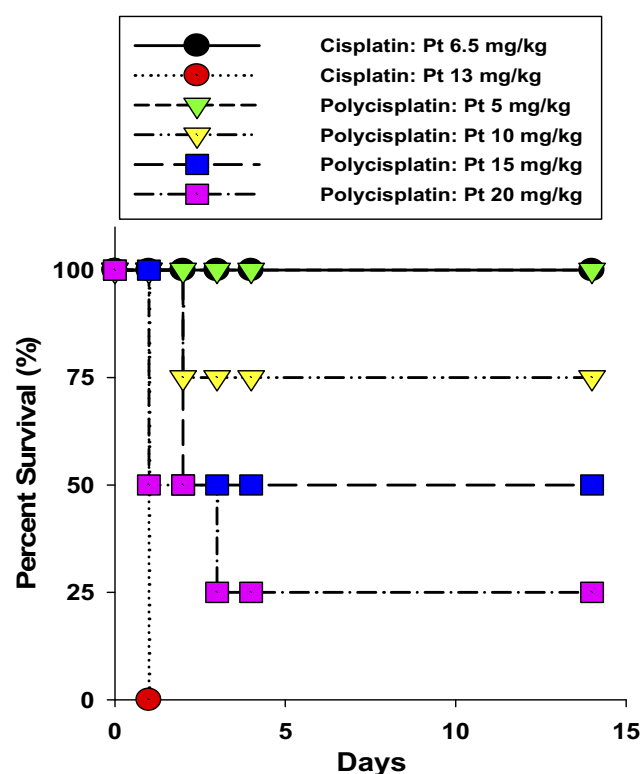 Cisplatin: Pt 6.5 mg/kg
Cisplatin: Pt 13 mg/kg
Polycisplatin: Pt 5 mg/kg
Polycisplatin: Pt 10 mg/kg
Polycisplatin: Pt 15 mg/kg
Polycisplatin: Pt 20 mg/kg
Percent Survival (%)
100
75
50
25
0
0 5 10 15
Days